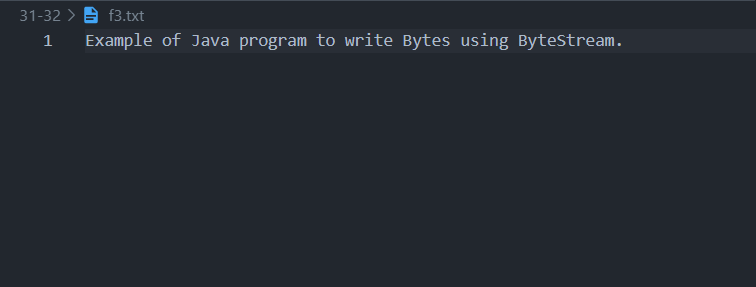 31-32 > f3.txt
1 Example of Java program to write Bytes using ByteStream.